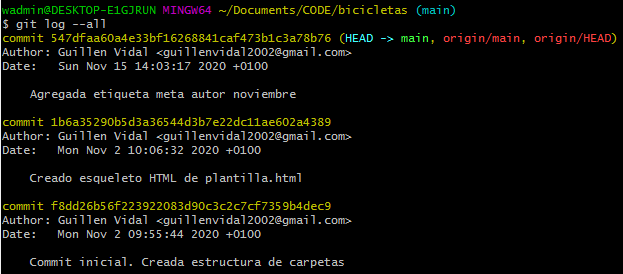 wadmin@DESKTOP-E1GJRUN MINGW64 ~/Documents/CODE/bicicletas (main)
$ git log --all
commit 547dfaa60a4e33bf16268841caf473b1c3a78b76 (HEAD -> main, origin/main, origin/HEAD)
Author: Guillen Vidal <guillenvidal2002@gmail.com>
Date:   Sun Nov 15 14:03:17 2020 +0100
    Agregada etiqueta meta autor noviembre
commit 1b6a35290b5d3a36544d3b7e22dc11ae602a4389
Author: Guillen Vidal <guillenvidal2002@gmail.com>
Date:   Mon Nov 2 10:06:32 2020 +0100
    Creado esqueleto HTML de plantilla.html
commit f8dd26b56f223922083d90c3c2c7cf7359b4dec9
Author: Guillen Vidal <guillenvidal2002@gmail.com>
Date:   Mon Nov 2 09:55:44 2020 +0100
    Commit inicial. Creada estructura de carpetas